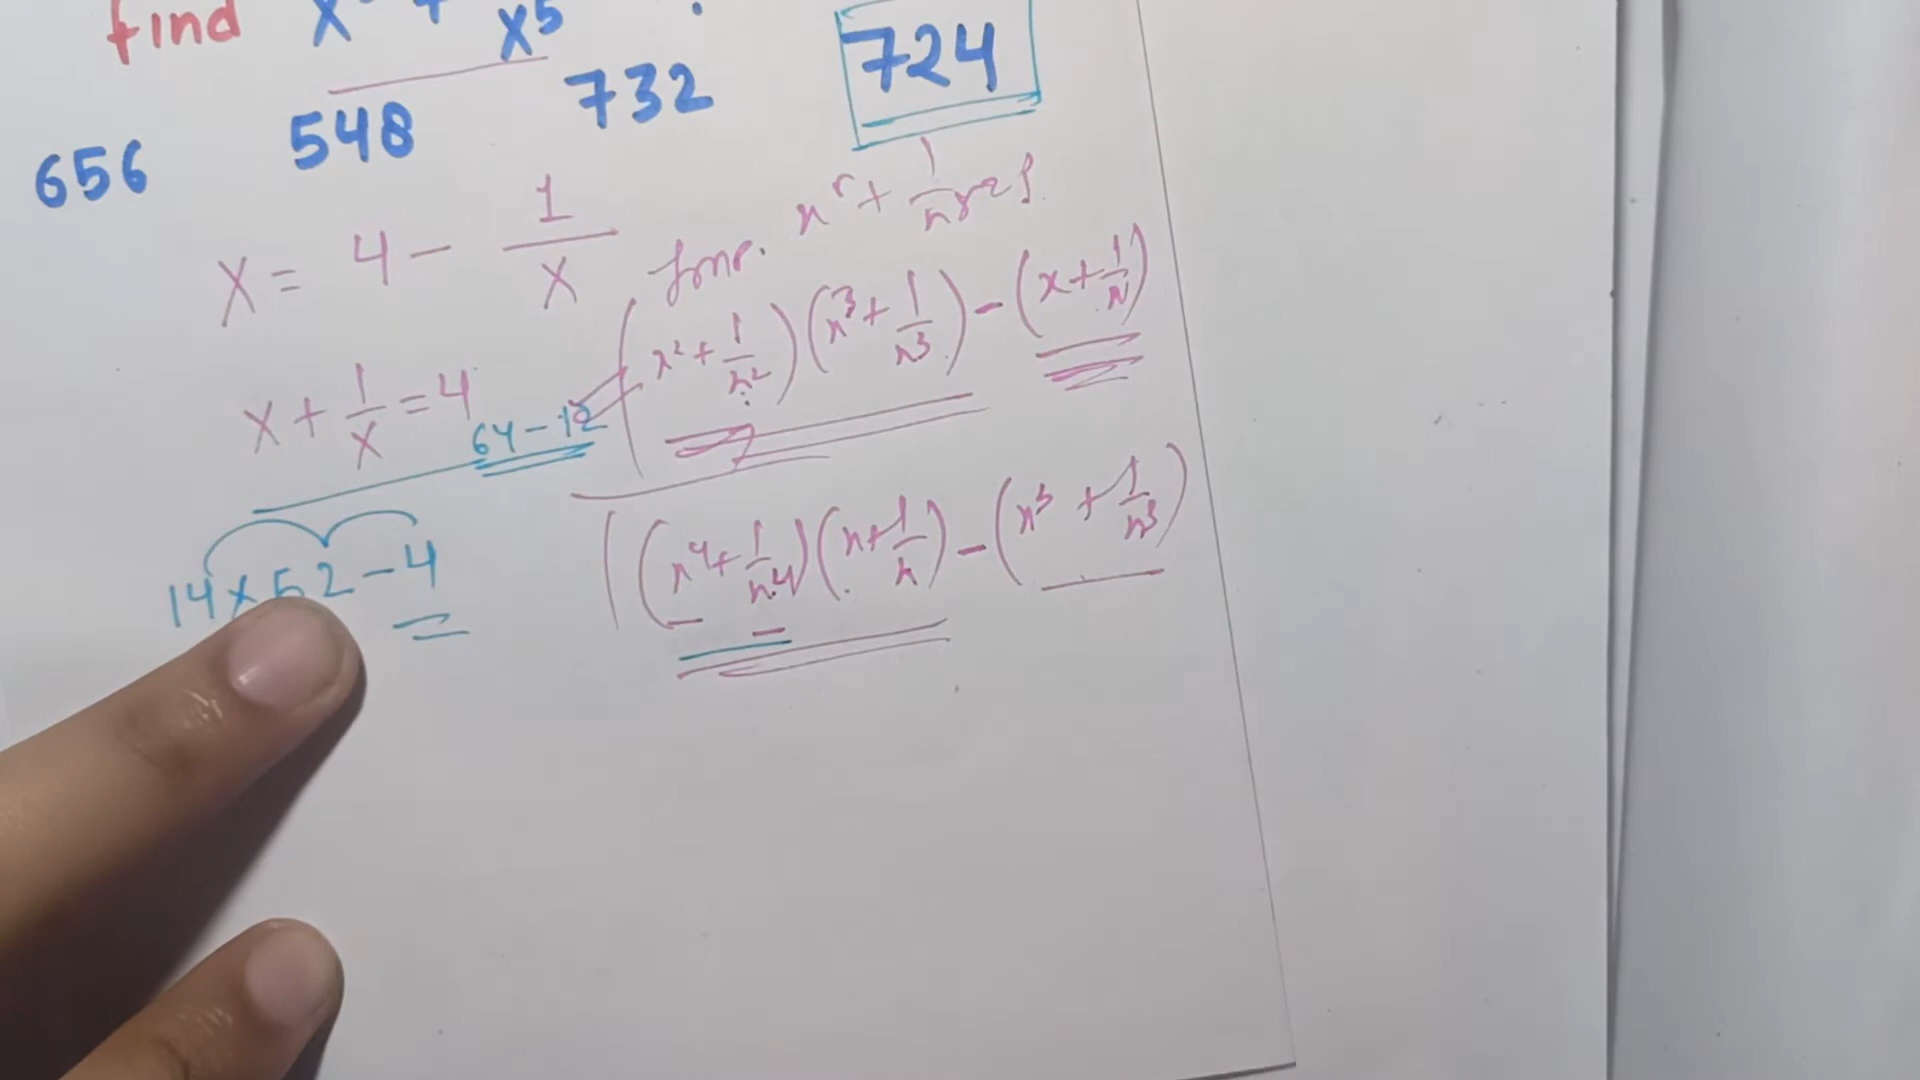 find x + 1/x⁵
656 548 732 724
x = 4 - 1/x
x + 1/x = 4
(x² + 1/x²)(x³ + 1/x³) - (x + 1/x)
64 - 12
14 x 52 - 4
(x⁴ + 1/x⁴)(x + 1/x) - (x³ + 1/x³)